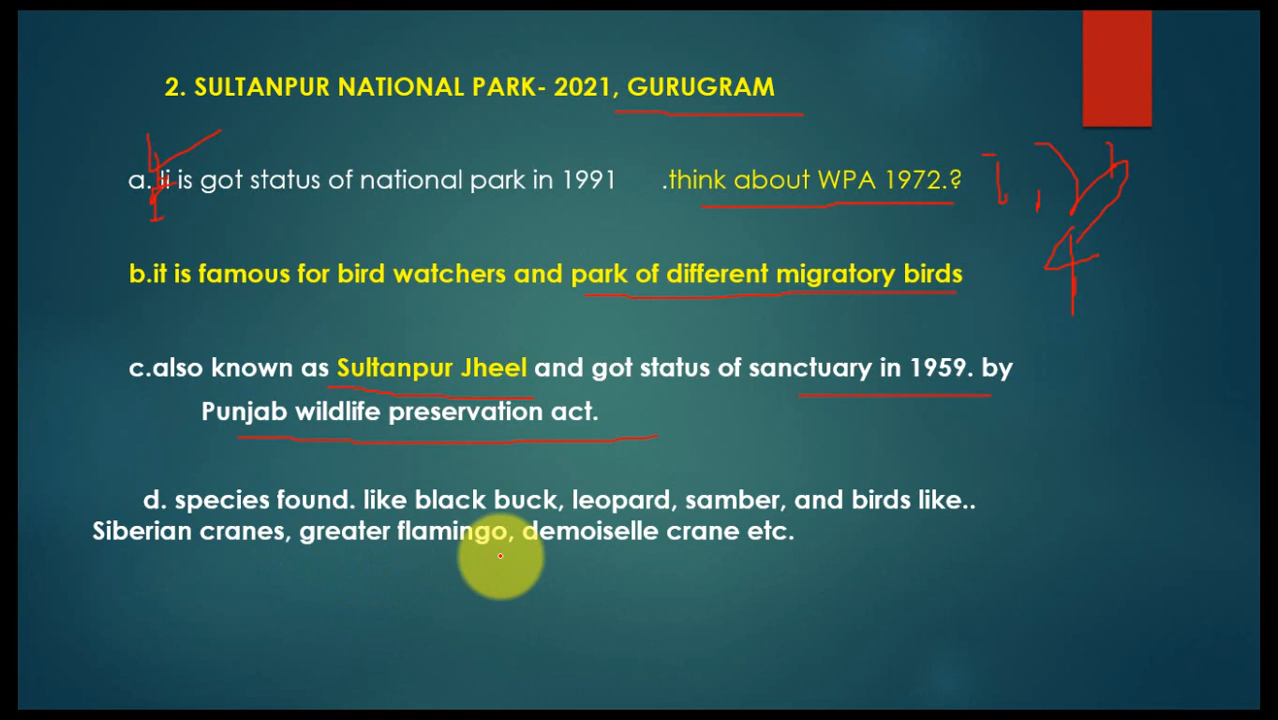 2. SULTANPUR NATIONAL PARK- 2021, GURUGRAM
a. is got status of national park in 1991 .think about WPA 1972.?
b.it is famous for bird watchers and park of different migratory birds
c.also known as Sultanpur Jheel and got status of sanctuary in 1959. by
Punjab wildlife preservation act.
d. species found. like black buck, leopard, samber, and birds like..
Siberian cranes, greater flamingo, demoiselle crane etc.